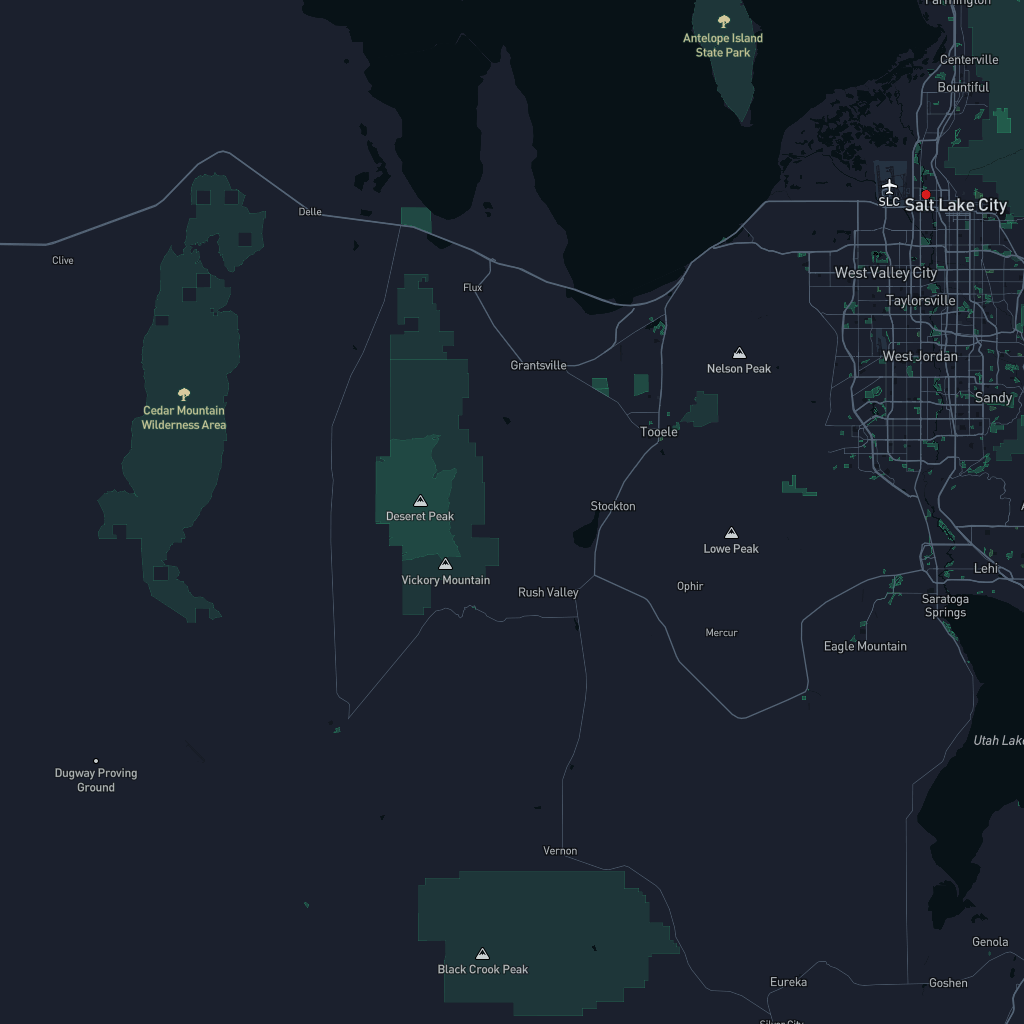 Farmington
Antelope Island
State Park
Centerville
Bountiful
SLC
Salt Lake City
Delle
Clive
West Valley City
Flux
Taylorsville
Nelson Peak
West Jordan
Grantsville
Sandy
Cedar Mountain
Wilderness Area
Tooele
Stockton
Deseret Peak
Lowe Peak
Vickory Mountain
Lehi
Ophir
Rush Valley
Saratoga
Springs
Mercur
Eagle Mountain
Utah Lake
Dugway Proving
Ground
Vernon
Genola
Black Crook Peak
Eureka
Goshen
Silver City